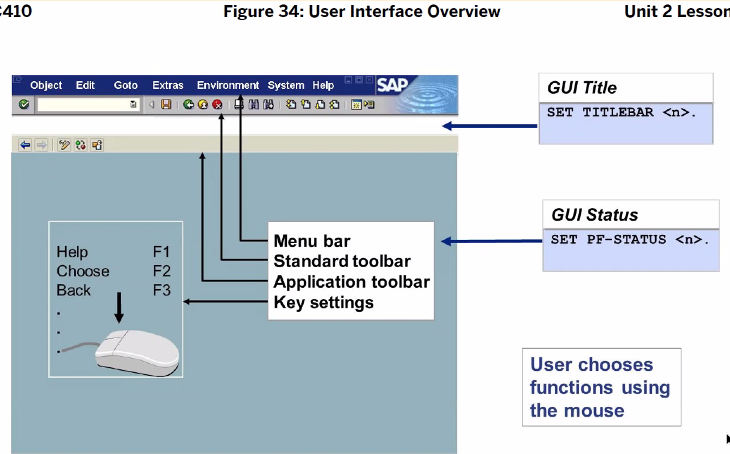 C410
Figure 34: User Interface Overview
Unit 2 Lesson
Object Edit Goto Extras Environment System Help
SAP
GUI Title
SET TITLEBAR <n>.
GUI Status
SET PF-STATUS <n>.
Menu bar
Standard toolbar
Application toolbar
Key settings
Help F1
Choose F2
Back F3
.
.
.
User chooses
functions using
the mouse